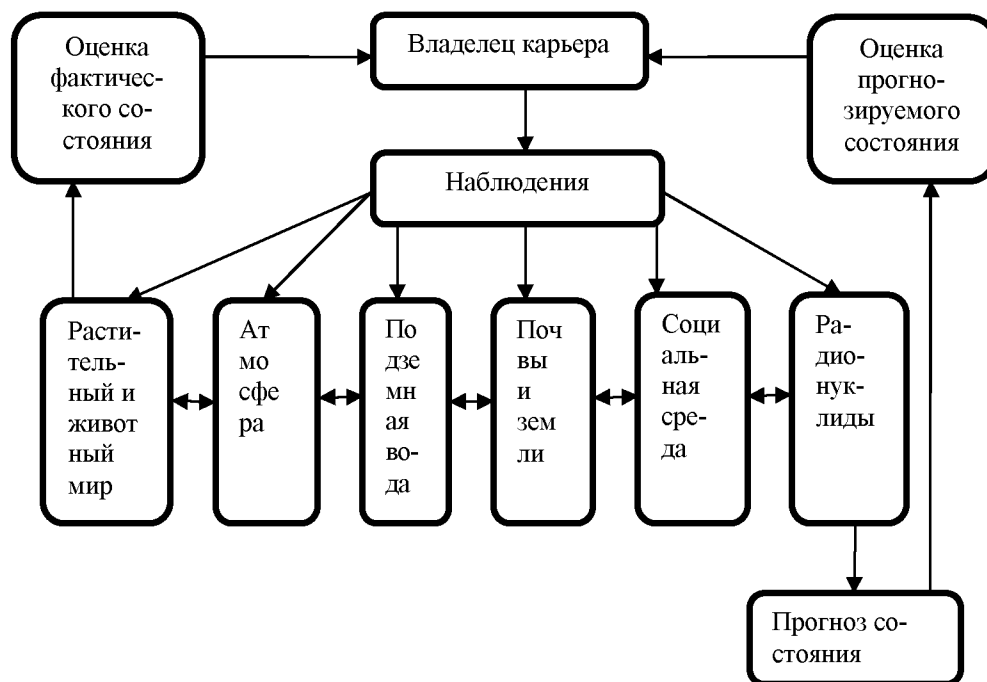 Оценка
фактичес-
кого со-
стояния
Владелец карьера
Оценка
прогно-
зируемого
состояния
Наблюдения
Расти-
тель-
ный и
живот
ный
мир
Ат
мо
сфе
ра
По
дзе
мн
ая
во-
да
Поч
вы
и
зем
ли
Соци
аль-
ная
сре-
да
Ра-
дио-
нук-
лиды
Прогноз со-
стояния